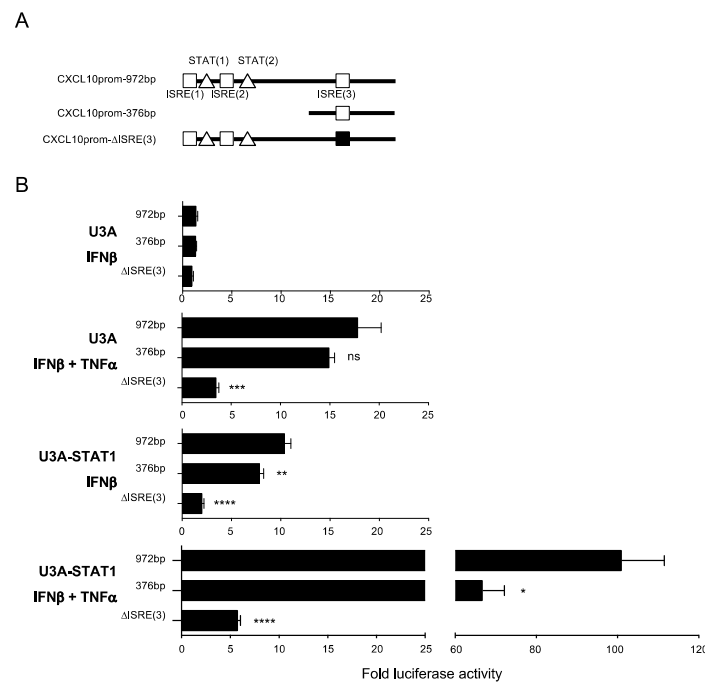 A
STAT(1) STAT(2)
CXCL10prom-972bp
ISRE(1) ISRE(2) ISRE(3)
CXCL10prom-376bp
CXCL10prom-ΔISRE(3)
B
U3A
IFNβ
972bp
376bp
ΔISRE(3)
0 5 10 15 20 25
U3A
IFNβ + TNFα
972bp
376bp
ns
ΔISRE(3)
***
0 5 10 15 20 25
U3A-STAT1
IFNβ
972bp
376bp
**
ΔISRE(3)
****
0 5 10 15 20 25
U3A-STAT1
IFNβ + TNFα
972bp
376bp
*
ΔISRE(3)
****
0 5 10 15 20 25 60 80 100 120
Fold luciferase activity